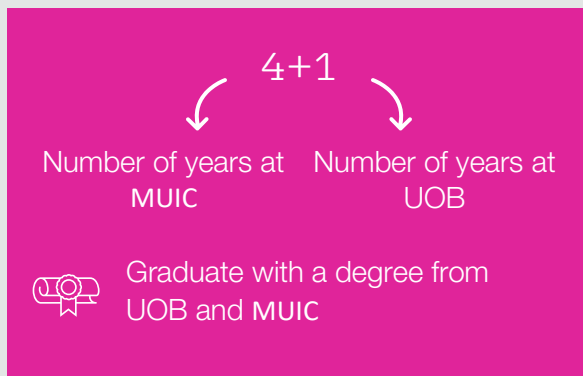 4+1
Number of years at
MUIC
Number of years at
UOB
Graduate with a degree from
UOB and MUIC